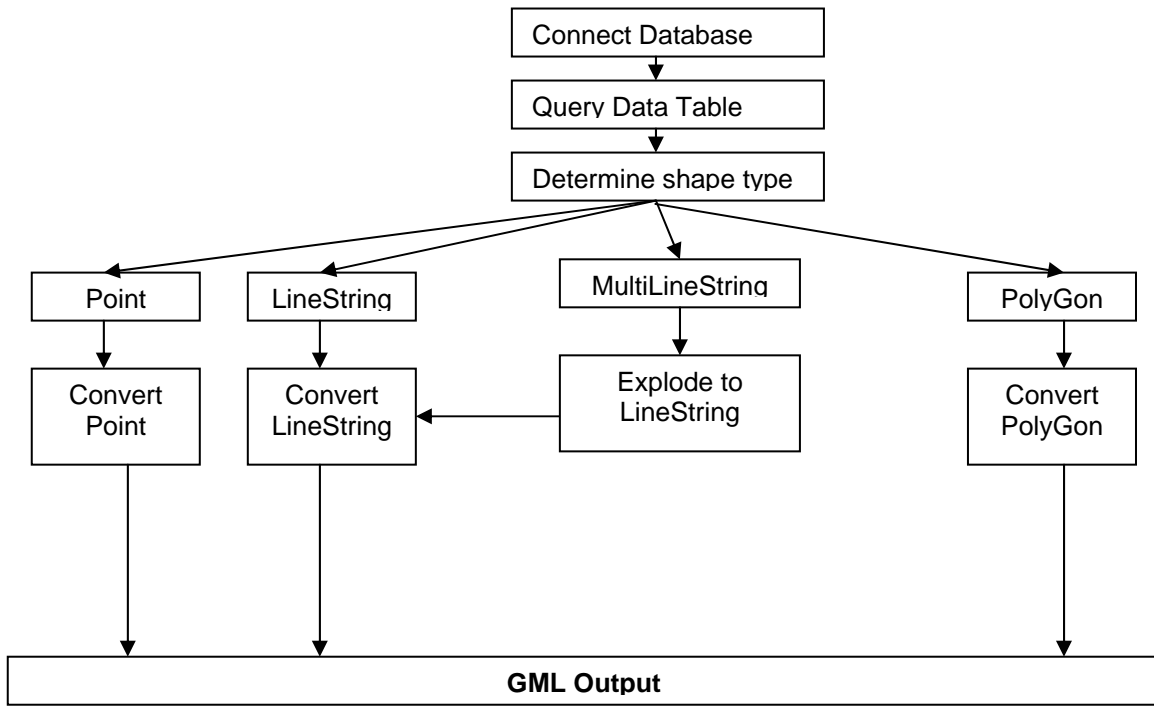 Connect Database
Query Data Table
Determine shape type
Point
LineString
MultiLineString
PolyGon
Convert
Point
Convert
LineString
Explode to
LineString
Convert
PolyGon
GML Output